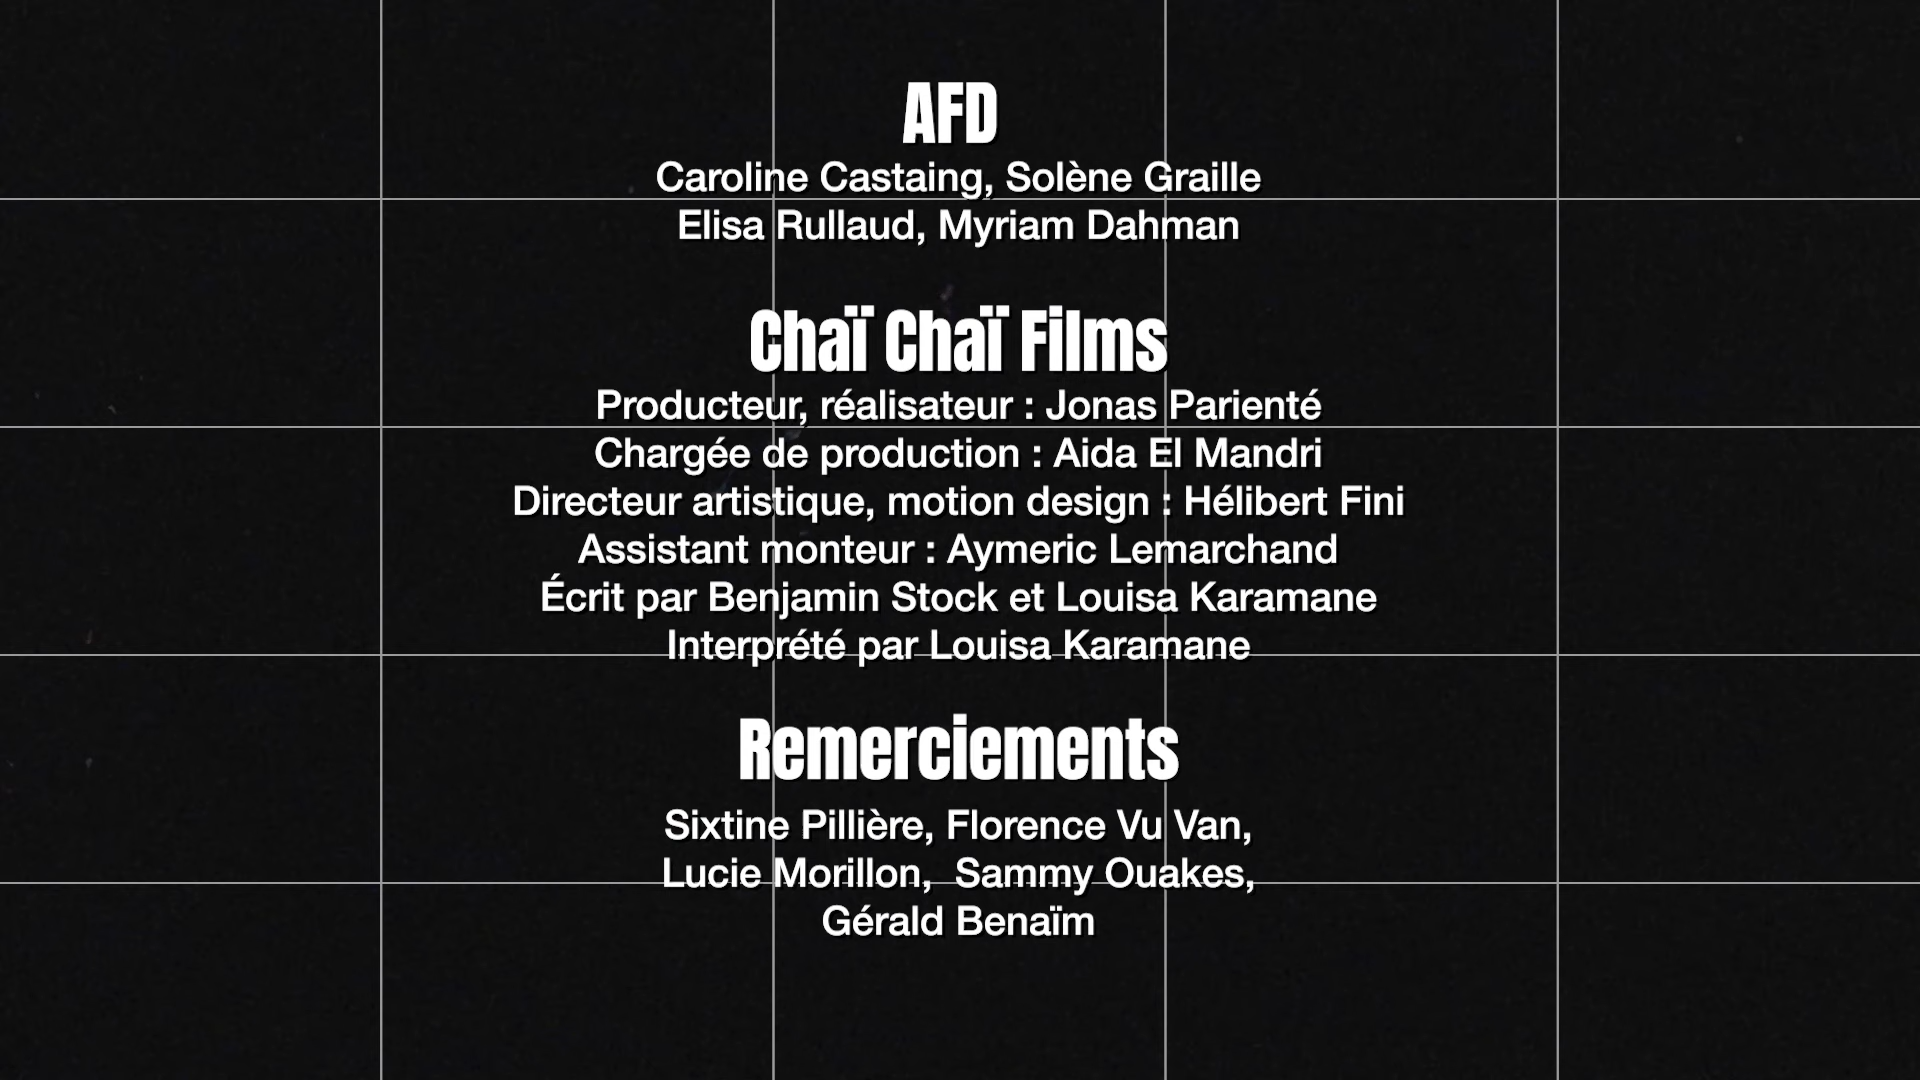 AFD
Caroline Castaing, Solène Graille
Elisa Rullaud, Myriam Dahman
Chaï Chaï Films
Producteur, réalisateur : Jonas Parienté
Chargée de production : Aida El Mandri
Directeur artistique, motion design : Hélibert Fini
Assistant monteur : Aymeric Lemarchand
Écrit par Benjamin Stock et Louisa Karamane
Interprété par Louisa Karamane
Remerciements
Sixtine Pillière, Florence Vu Van,
Lucie Morillon,  Sammy Ouakes,
Gérald Benaïm